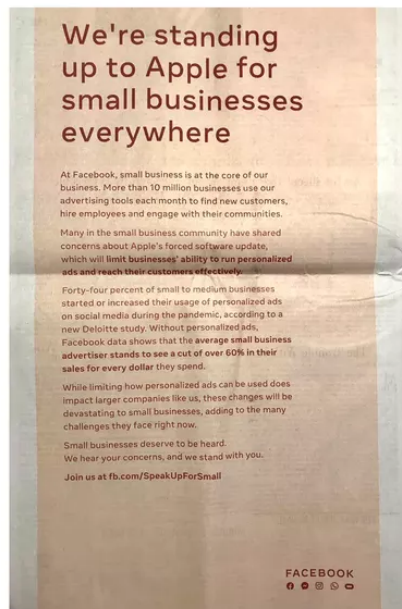 We're standing
up to Apple for
small businesses
everywhere
At Facebook, small business is at the core of our
business. More than 10 million businesses use our
advertising tools each month to find new customers,
hire employees and engage with their communities.
Many in the small business community have shared
concerns about Apple's forced software update,
which will limit businesses' ability to run personalized
ads and reach their customers effectively.
Forty-four percent of small to medium businesses
started or increased their usage of personalized ads
on social media during the pandemic, according to a
new Deloitte study. Without personalized ads,
Facebook data shows that the average small business
advertiser stands to see a cut of over 60% in their
sales for every dollar they spend.
While limiting how personalized ads can be used does
impact larger companies like us, these changes will be
devastating to small businesses, adding to the many
challenges they face right now.
Small businesses deserve to be heard.
We hear your concerns, and we stand with you.
Join us at fb.com/SpeakUpForSmall
FACEBOOK